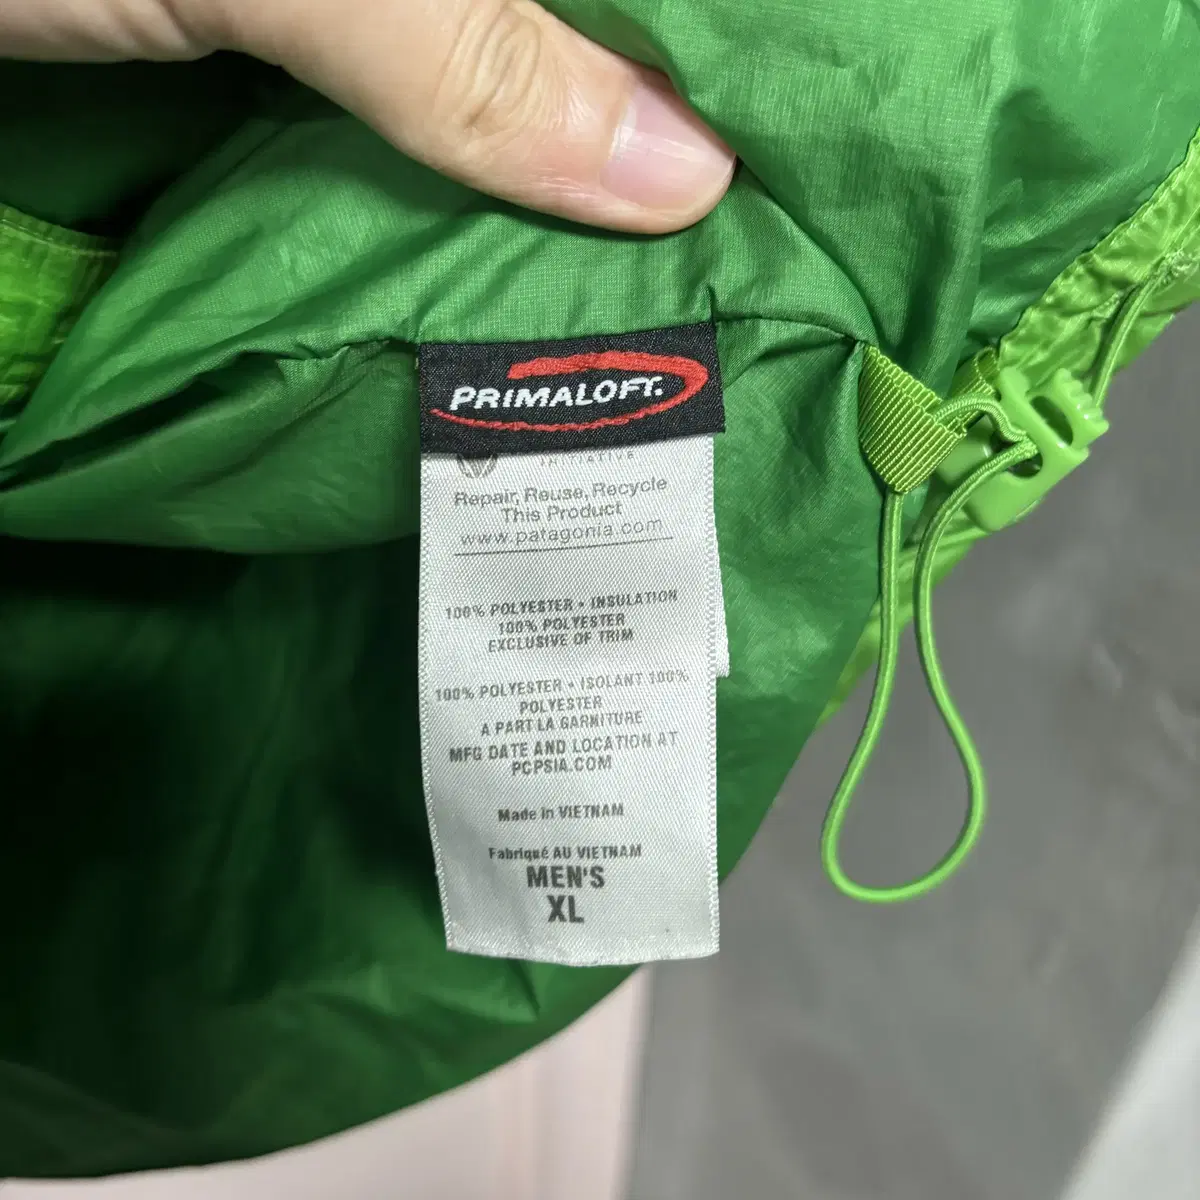 PRIMALOFT.
INITIATIVE
Repair, Reuse, Recycle
This Product
www.patagonia.com
100% POLYESTER • INSULATION
100% POLYESTER
EXCLUSIVE OF TRIM
100% POLYESTER • ISOLANT 100%
POLYESTER
A PART LA GARNITURE
MFG DATE AND LOCATION AT
PCPSIA.COM
Made in VIETNAM
Fabriqué AU VIETNAM
MEN'S
XL